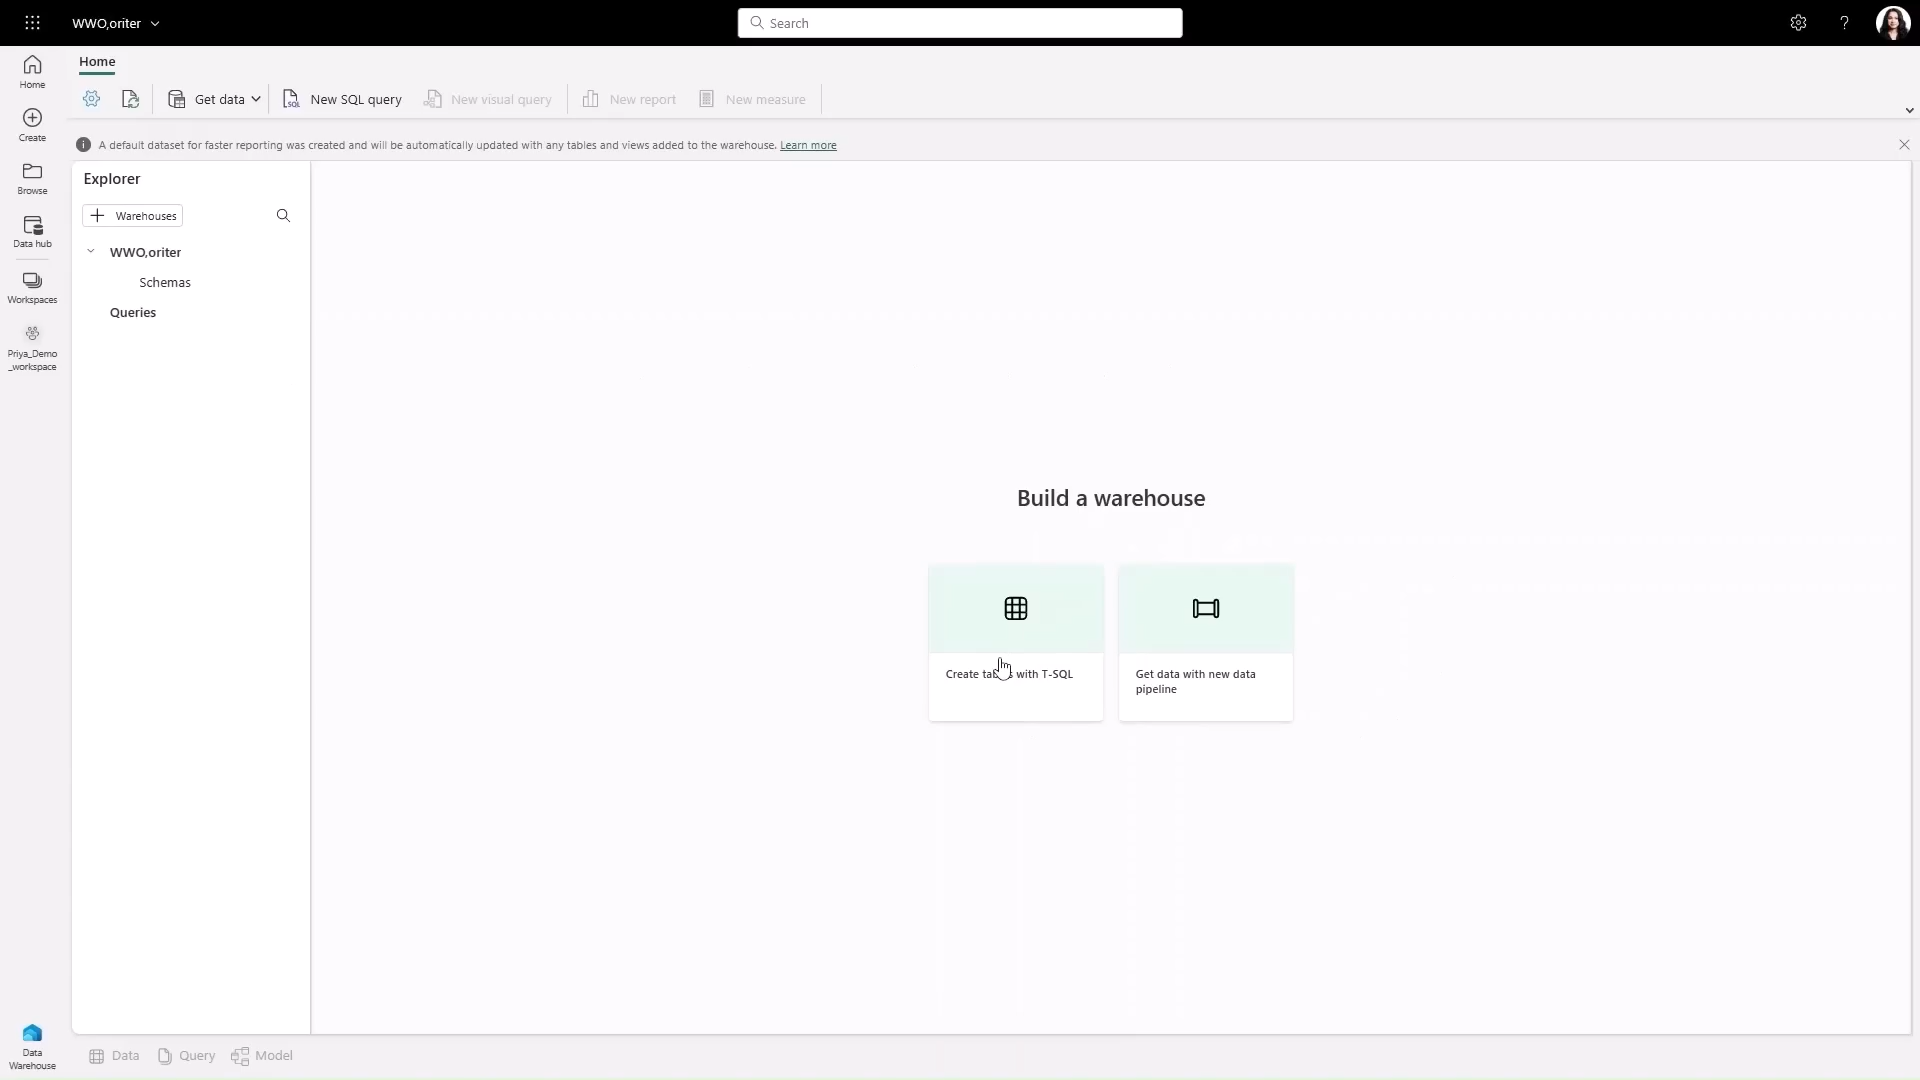 WWO,oriter
Search
Home
Home
Get data
New SQL query
New visual query
New report
New measure
Create
A default dataset for faster reporting was created and will be automatically updated with any tables and views added to the warehouse. Learn more
Browse
Explorer
Warehouses
Data hub
WWO,oriter
Schemas
Workspaces
Queries
Priya_Demo
_workspace
Build a warehouse
Create tables with T-SQL
Get data with new data
pipeline
Data
Warehouse
Data
Query
Model